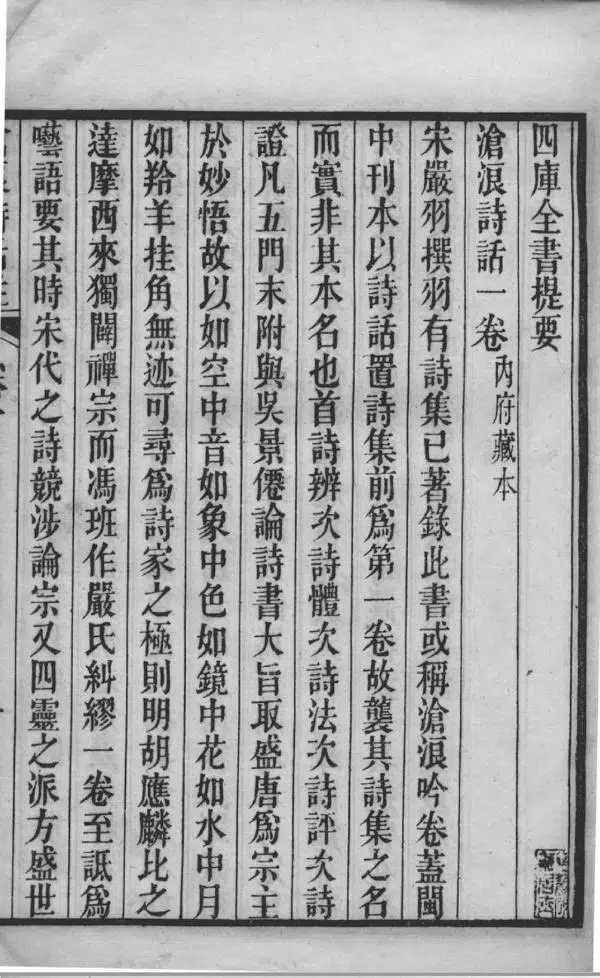 四庫全書提要
滄浪詩話一卷 內府藏本
宋嚴羽撰羽有詩集已著錄此書或稱滄浪吟卷蓋閩
中刊本以詩話置詩集前爲第一卷故襲其詩集之名
而實非其本名也首詩辨次詩體次詩法次詩評次詩
證凡五門末附與吳景僊論詩書大旨取盛唐爲宗主
於妙悟故以如空中音如象中色如鏡中花如水中月
如羚羊挂角無迹可尋爲詩家之極則明胡應麟比之
達摩西來獨闢禪宗而馮班作嚴氏糾繆一卷至詆爲
囈語要其時宋代之詩競涉論宗又四靈之派方盛世